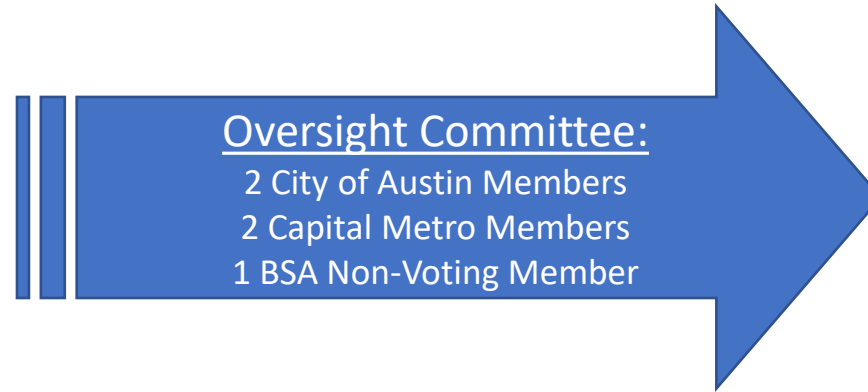 Oversight Committee:
2 City of Austin Members
2 Capital Metro Members
1 BSA Non-Voting Member